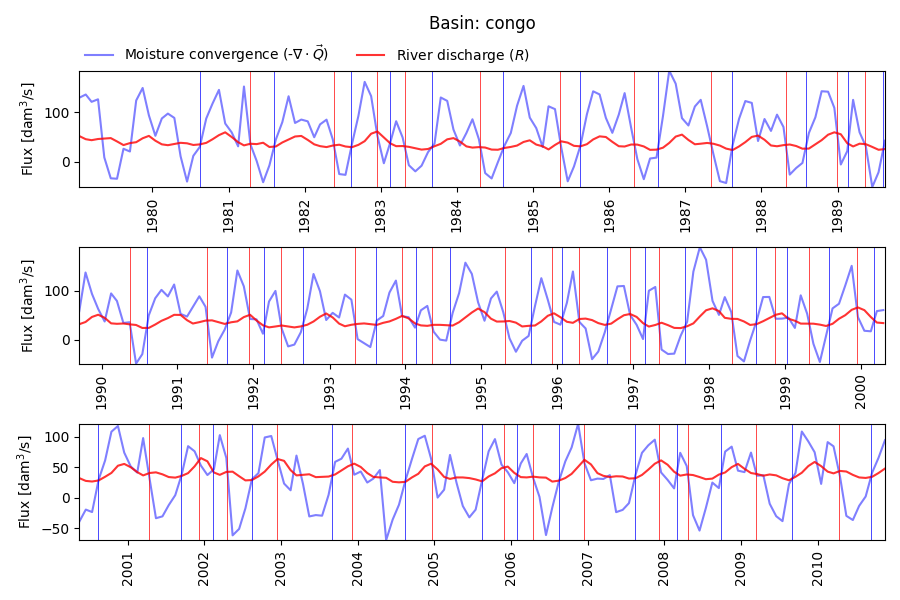 Basin: congo
Moisture convergence (-∇ · Q⃗) River discharge (R)
Flux [dam³/s]
100
0
1980 1981 1982 1983 1984 1985 1986 1987 1988 1989
Flux [dam³/s]
100
0
1990 1991 1992 1993 1994 1995 1996 1997 1998 1999 2000
Flux [dam³/s]
100
50
0
−50
2001 2002 2003 2004 2005 2006 2007 2008 2009 2010